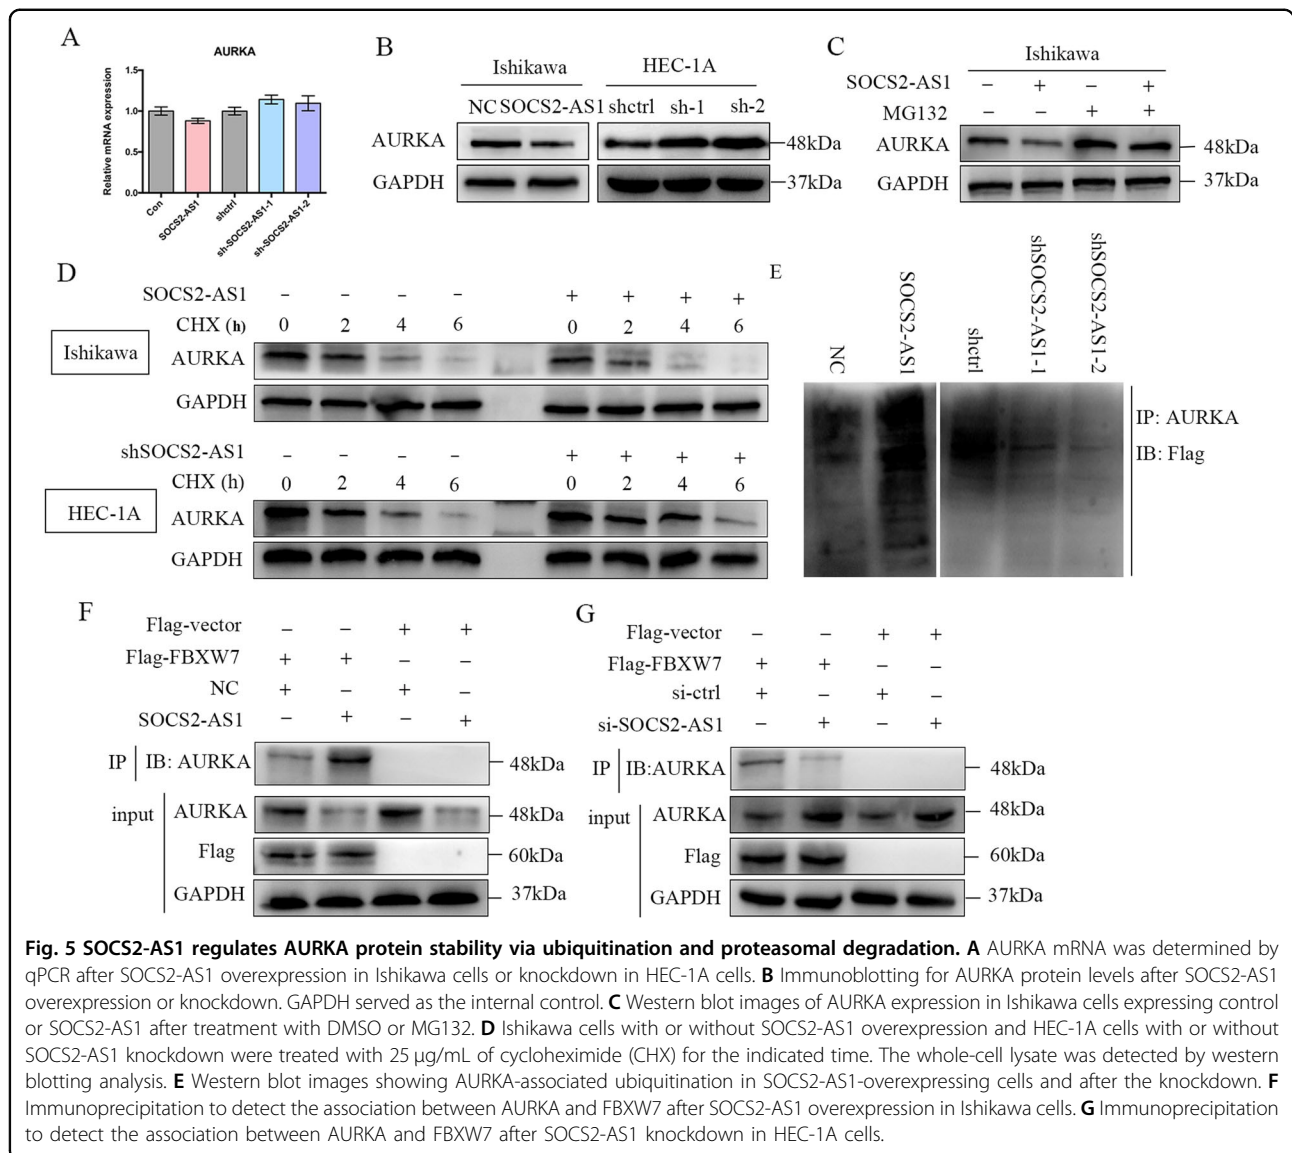 A
AURKA
Relative mRNA expression
1.5
1.0
0.5
0.0
Con
SOCS2-AS1
shctrl
sh-SOCS2-AS1-1
sh-SOCS2-AS1-2
B
Ishikawa HEC-1A
NC SOCS2-AS1 shctrl sh-1 sh-2
AURKA 48kDa
GAPDH 37kDa
C
Ishikawa
SOCS2-AS1 − + − +
MG132 − − + +
AURKA 48kDa
GAPDH 37kDa
D
SOCS2-AS1 − − − − + + + +
CHX (h) 0 2 4 6 0 2 4 6
Ishikawa
AURKA
GAPDH
shSOCS2-AS1 − − − − + + + +
CHX (h) 0 2 4 6 0 2 4 6
HEC-1A
AURKA
GAPDH
E
NC
SOCS2-AS1
shctrl
shSOCS2-AS1-1
shSOCS2-AS1-2
IP: AURKA
IB: Flag
F
Flag-vector − − + +
Flag-FBXW7 + + − −
NC + − + −
SOCS2-AS1 − + − +
IP IB: AURKA 48kDa
input AURKA 48kDa
Flag 60kDa
GAPDH 37kDa
G
Flag-vector − − + +
Flag-FBXW7 + + − −
si-ctrl + − + −
si-SOCS2-AS1 − + − +
IP IB:AURKA 48kDa
input AURKA 48kDa
Flag 60kDa
GAPDH 37kDa
Fig. 5 SOCS2-AS1 regulates AURKA protein stability via ubiquitination and proteasomal degradation. A AURKA mRNA was determined by
qPCR after SOCS2-AS1 overexpression in Ishikawa cells or knockdown in HEC-1A cells. B Immunoblotting for AURKA protein levels after SOCS2-AS1
overexpression or knockdown. GAPDH served as the internal control. C Western blot images of AURKA expression in Ishikawa cells expressing control
or SOCS2-AS1 after treatment with DMSO or MG132. D Ishikawa cells with or without SOCS2-AS1 overexpression and HEC-1A cells with or without
SOCS2-AS1 knockdown were treated with 25 μg/mL of cycloheximide (CHX) for the indicated time. The whole-cell lysate was detected by western
blotting analysis. E Western blot images showing AURKA-associated ubiquitination in SOCS2-AS1-overexpressing cells and after the knockdown. F
Immunoprecipitation to detect the association between AURKA and FBXW7 after SOCS2-AS1 overexpression in Ishikawa cells. G Immunoprecipitation
to detect the association between AURKA and FBXW7 after SOCS2-AS1 knockdown in HEC-1A cells.